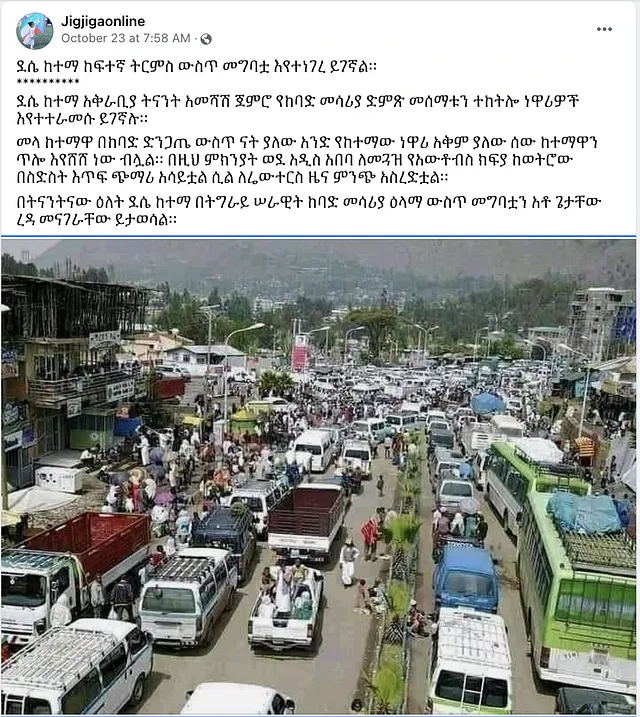 Jigjigaonline
October 23 at 7:58 AM ·
ደሴ ከተማ ከፍተኛ ትርምስ ውስጥ መግባቷ እየተነገረ ይገኛል።
**********
ደሴ ከተማ አቅራቢያ ትናንት አመሻሽ ጀምሮ የከባድ መሳሪያ ድምጽ መሰማቱን ተከትሎ ነዋሪዎች
እየተተራመሱ ይገኛሉ።
መላ ከተማዋ በከባድ ድንጋጤ ውስጥ ናት ያለው አንድ የከተማው ነዋሪ አቅም ያለው ሰው ከተማዋን
ጥሎ እየሸሸ ነው ብሏል። በዚህ ምክንያት ወደ አዲስ አበባ ለመጓዝ የአውቶብስ ክፍያ ከወትሮው
በስድስት እጥፍ ጭማሪ አሳይቷል ሲል ለሬውተርስ ዜና ምንጭ አስረድቷል።
በትናንትናው ዕለት ደሴ ከተማ በትግራይ ሠራዊት ከባድ መሳሪያ ዕላማ ውስጥ መግባቷን አቶ ጌታቸው
ረዳ መናገራቸው ይታወሳል።
TOYOTA